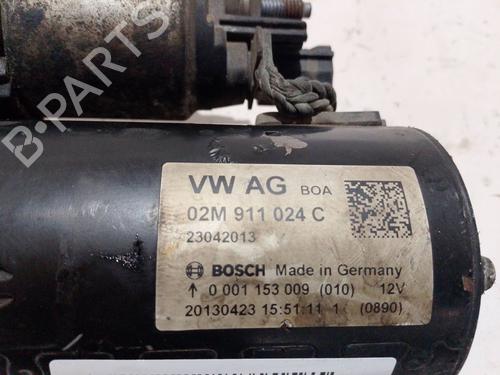 B-PARTS
VW AG BOA
02M 911 024 C
23042013
BOSCH Made in Germany
↑ 0 001 153 009 (010) 12V
20130423 15:51:11 1 (0890)